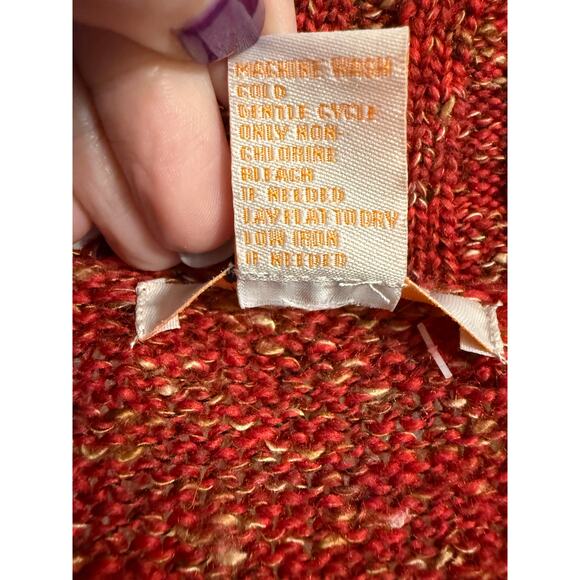 MACHINE WASH
COLD
GENTLE CYCLE
ONLY NON-
CHLORINE
BLEACH
IF NEEDED
LAY FLAT TO DRY
LOW IRON
IF NEEDED